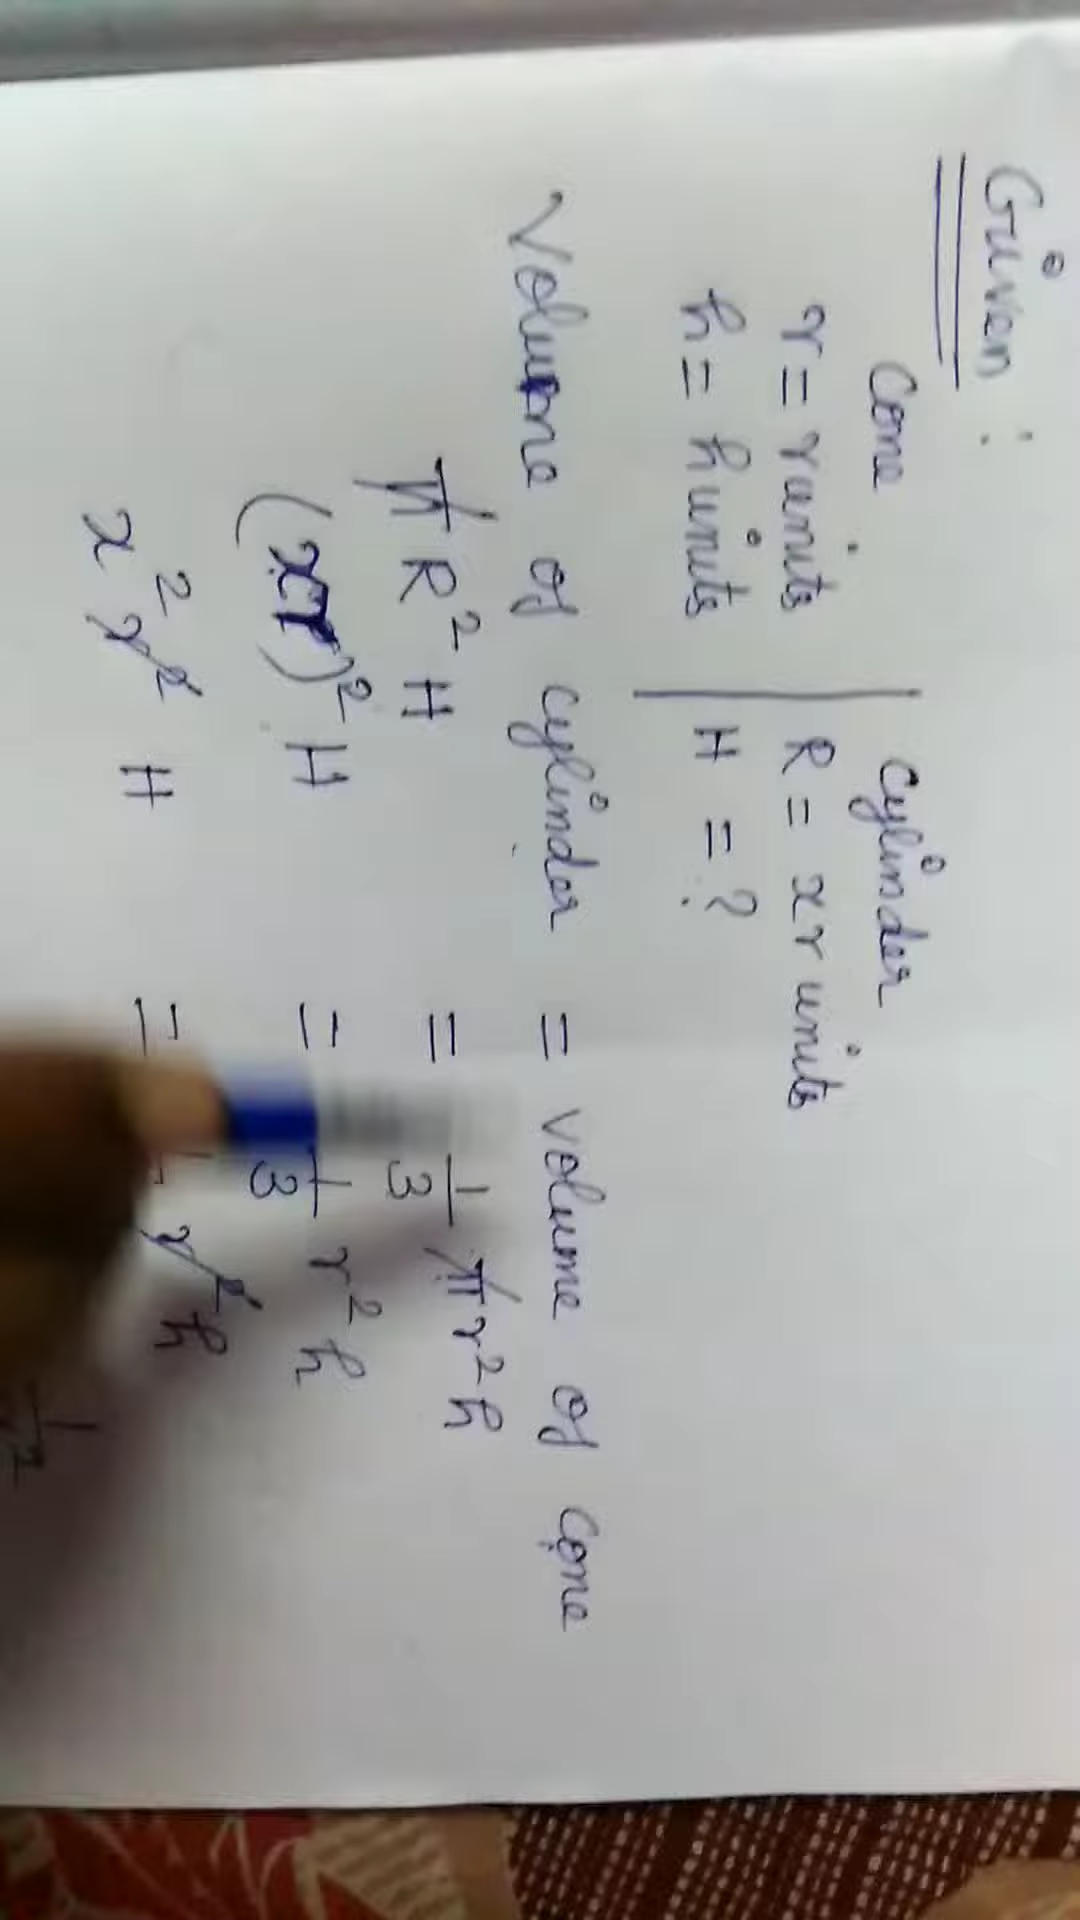 Given :
Cone | Cylinder
r = r units | R = xr units
h = h units | H = ?
Volume of cylinder = volume of cone
π R² H = 1/3 π r² h
(xr)² H = 1/3 r² h
x² r² H = r² h